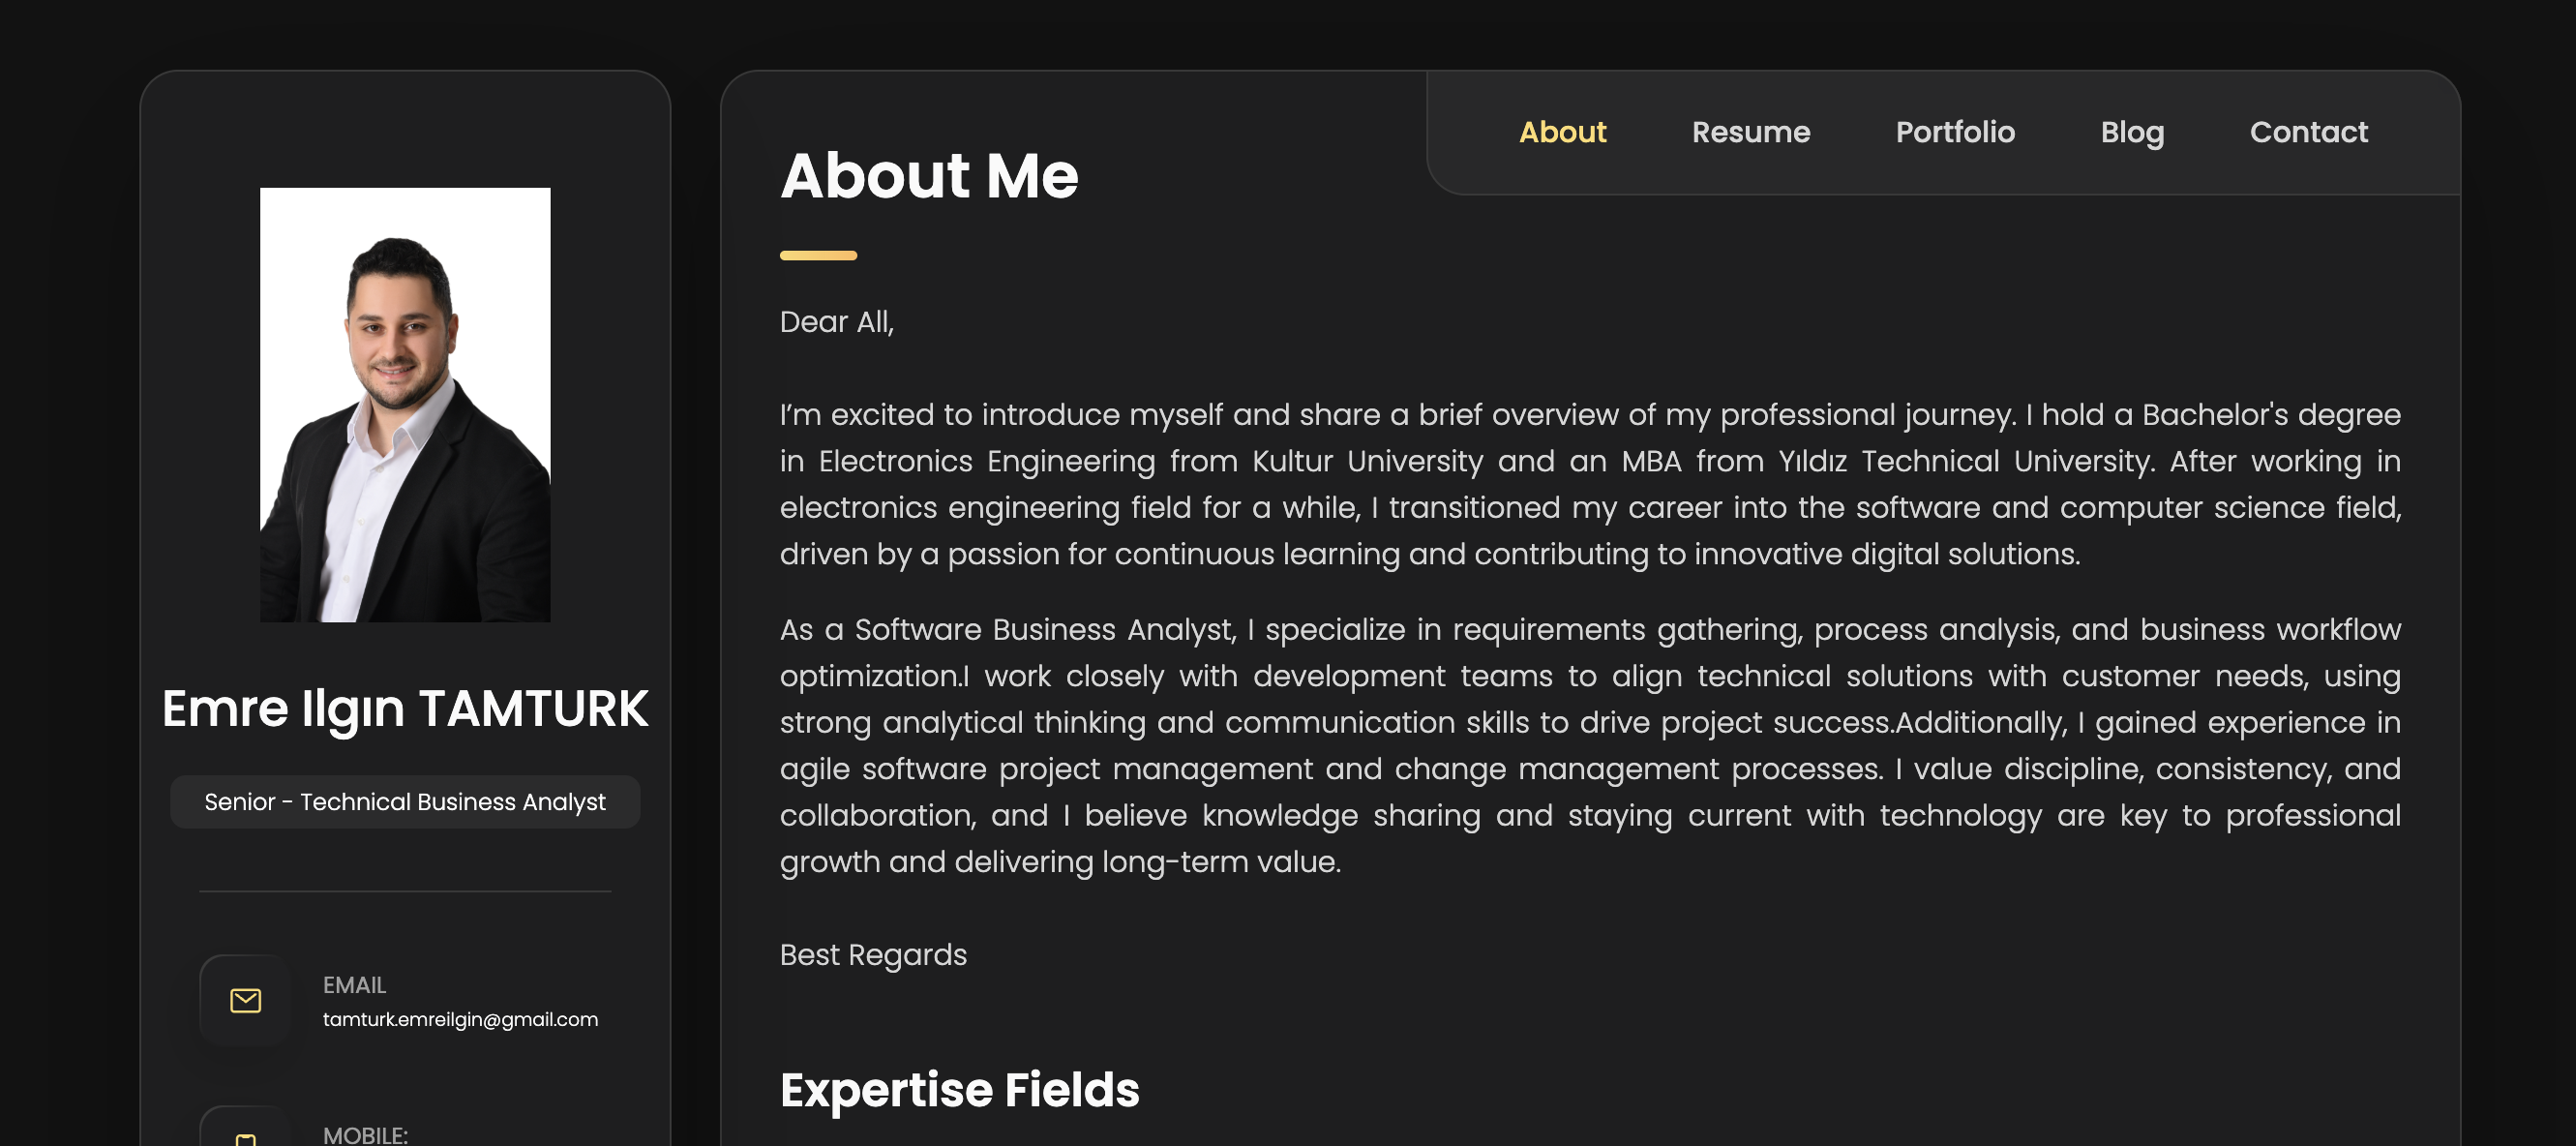 Emre Ilgın TAMTURK
Senior - Technical Business Analyst
EMAIL
tamturk.emreilgin@gmail.com
MOBILE:
About
Resume
Portfolio
Blog
Contact
About Me
Dear All,
I’m excited to introduce myself and share a brief overview of my professional journey. I hold a Bachelor's degree
in Electronics Engineering from Kultur University and an MBA from Yıldız Technical University. After working in
electronics engineering field for a while, I transitioned my career into the software and computer science field,
driven by a passion for continuous learning and contributing to innovative digital solutions.
As a Software Business Analyst, I specialize in requirements gathering, process analysis, and business workflow
optimization.I work closely with development teams to align technical solutions with customer needs, using
strong analytical thinking and communication skills to drive project success.Additionally, I gained experience in
agile software project management and change management processes. I value discipline, consistency, and
collaboration, and I believe knowledge sharing and staying current with technology are key to professional
growth and delivering long-term value.
Best Regards
Expertise Fields